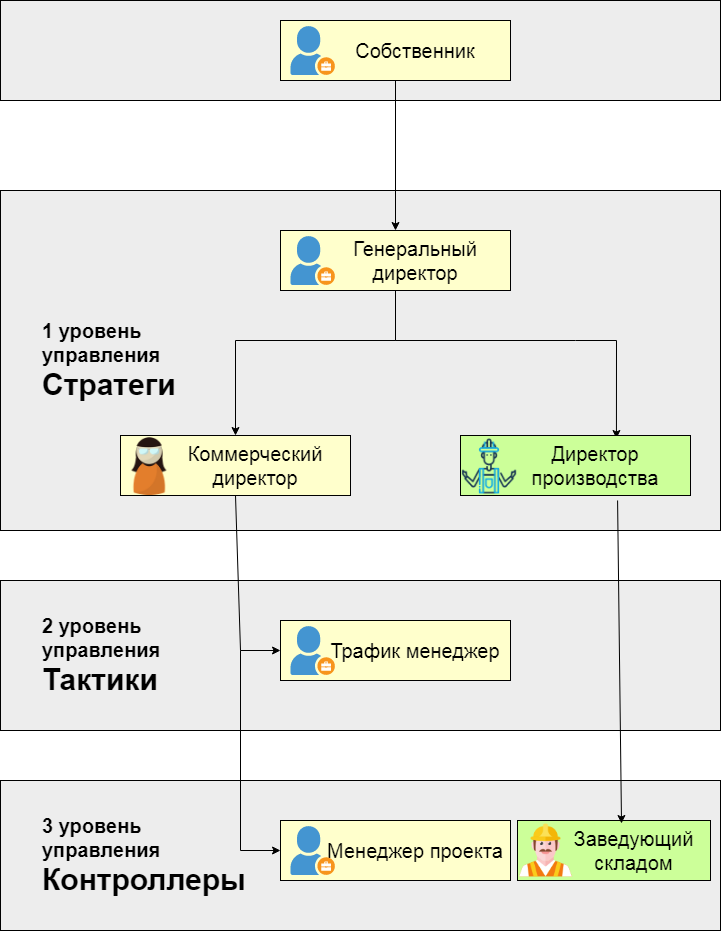 Собственник
Генеральный
директор
1 уровень
управления
Стратеги
Коммерческий
директор
Директор
производства
2 уровень
управления
Тактики
Трафик менеджер
3 уровень
управления
Контроллеры
Менеджер проекта
Заведующий
складом